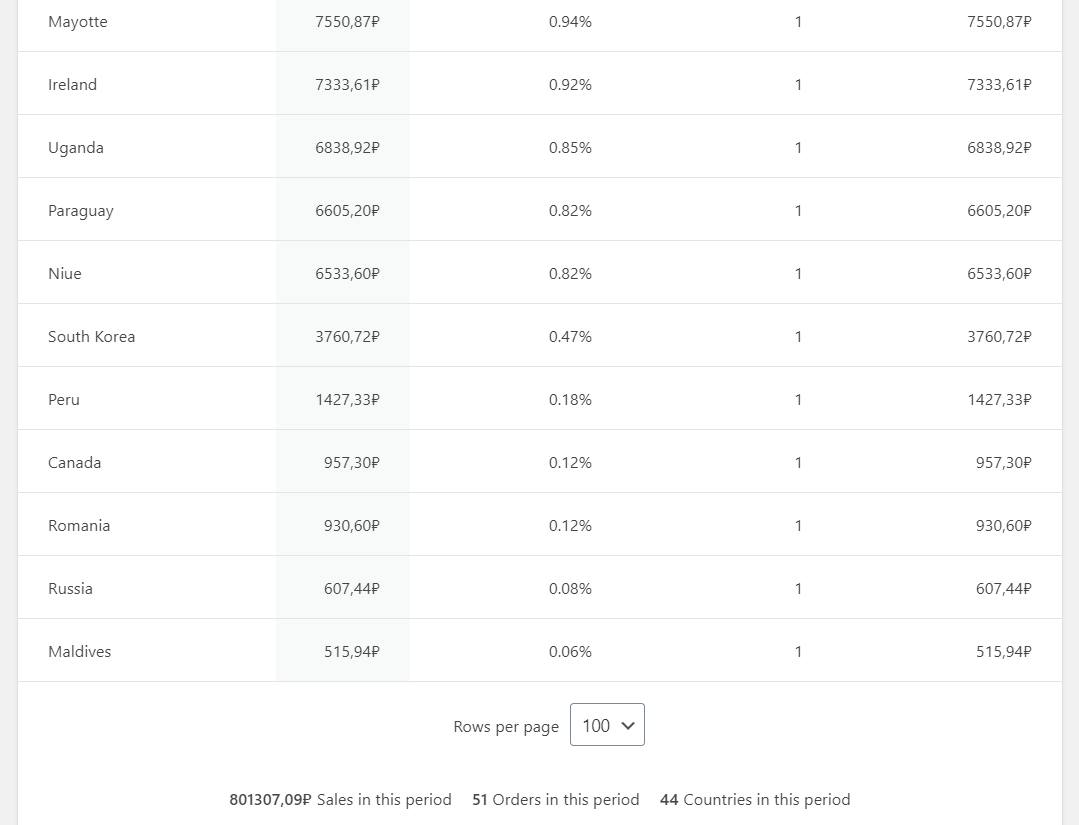 Mayotte 7550,87₽ 0.94% 1 7550,87₽
Ireland 7333,61₽ 0.92% 1 7333,61₽
Uganda 6838,92₽ 0.85% 1 6838,92₽
Paraguay 6605,20₽ 0.82% 1 6605,20₽
Niue 6533,60₽ 0.82% 1 6533,60₽
South Korea 3760,72₽ 0.47% 1 3760,72₽
Peru 1427,33₽ 0.18% 1 1427,33₽
Canada 957,30₽ 0.12% 1 957,30₽
Romania 930,60₽ 0.12% 1 930,60₽
Russia 607,44₽ 0.08% 1 607,44₽
Maldives 515,94₽ 0.06% 1 515,94₽
Rows per page 100
801307,09₽ Sales in this period 51 Orders in this period 44 Countries in this period